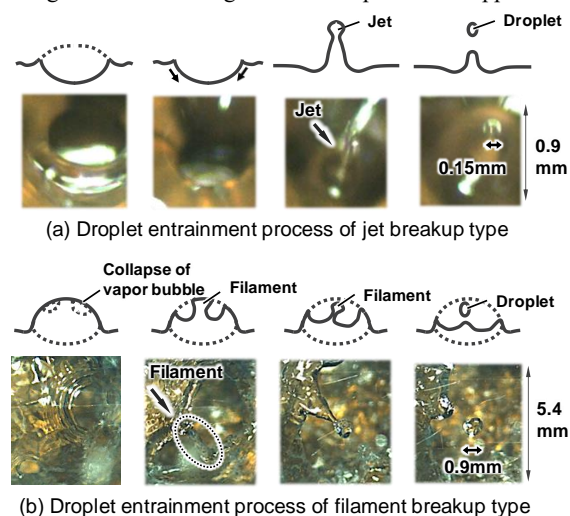 Jet
Droplet
Jet
0.15mm
0.9
mm
(a) Droplet entrainment process of jet breakup type
Collapse of
vapor bubble
Filament
Filament
Droplet
Filament
0.9mm
5.4
mm
(b) Droplet entrainment process of filament breakup type